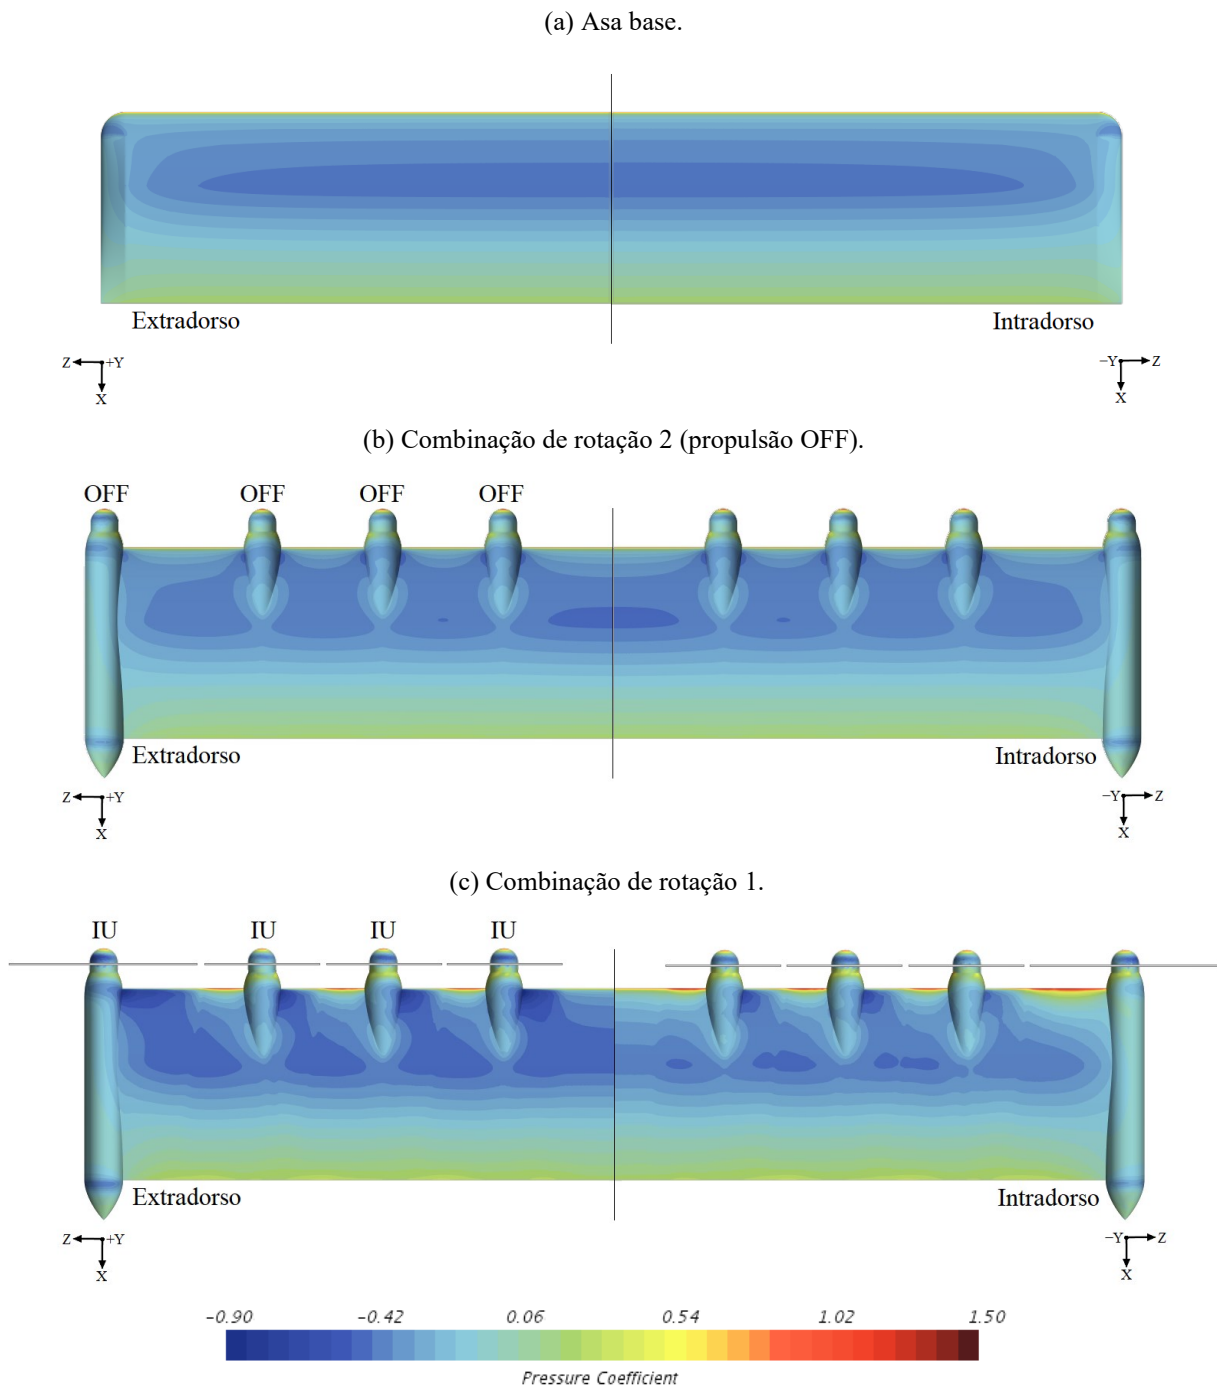 (a) Asa base.
Extradorso
Intradorso
Z +Y
X
−Y Z
X
(b) Combinação de rotação 2 (propulsão OFF).
OFF OFF OFF OFF
Extradorso
Intradorso
Z +Y
X
−Y Z
X
(c) Combinação de rotação 1.
IU IU IU IU
Extradorso
Intradorso
Z +Y
X
−Y Z
X
−0.90 −0.42 0.06 0.54 1.02 1.50
Pressure Coefficient